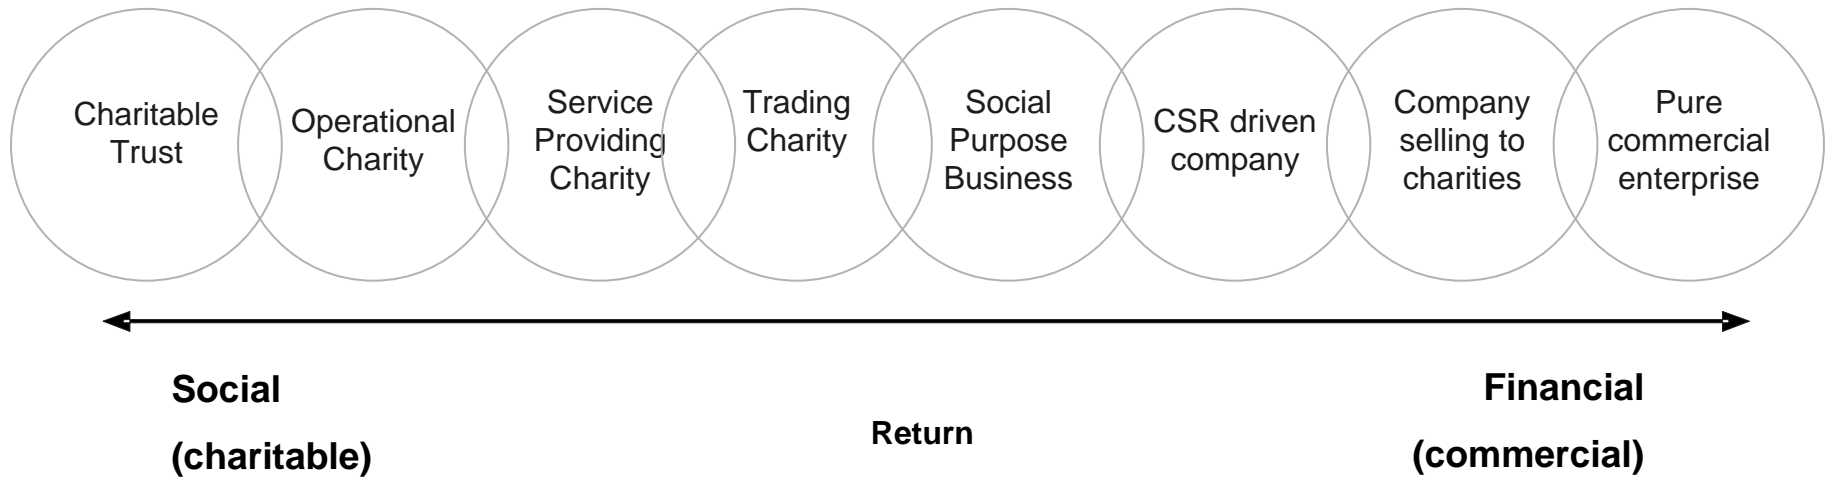 Charitable
Trust
Operational
Charity
Service
Providing
Charity
Trading
Charity
Social
Purpose
Business
CSR driven
company
Company
selling to
charities
Pure
commercial
enterprise
Social
(charitable)
Return
Financial
(commercial)